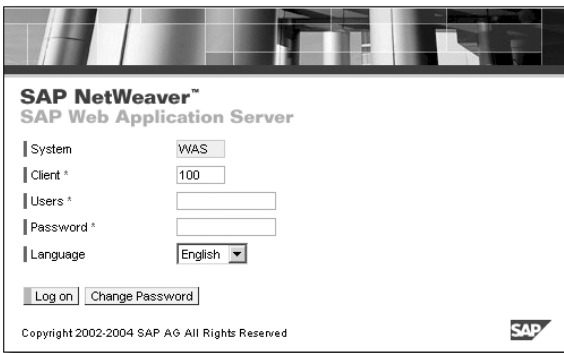 SAP NetWeaver™
SAP Web Application Server
System WAS
Client * 100
Users *
Password *
Language English
Log on Change Password
Copyright 2002-2004 SAP AG All Rights Reserved
SAP